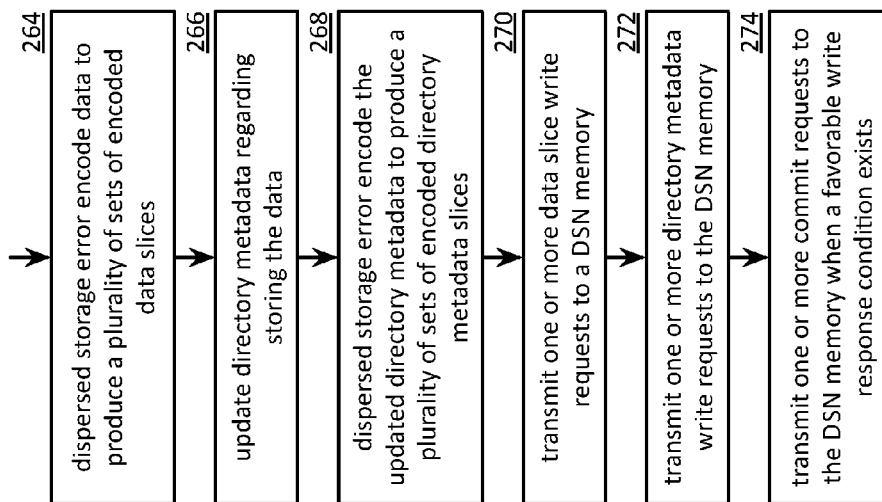 264
dispersed storage error encode data to
produce a plurality of sets of encoded
data slices
266
update directory metadata regarding
storing the data
268
dispersed storage error encode the
updated directory metadata to produce a
plurality of sets of encoded directory
metadata slices
270
transmit one or more data slice write
requests to a DSN memory
272
transmit one or more directory metadata
write requests to the DSN memory
274
transmit one or more commit requests to
the DSN memory when a favorable write
response condition exists